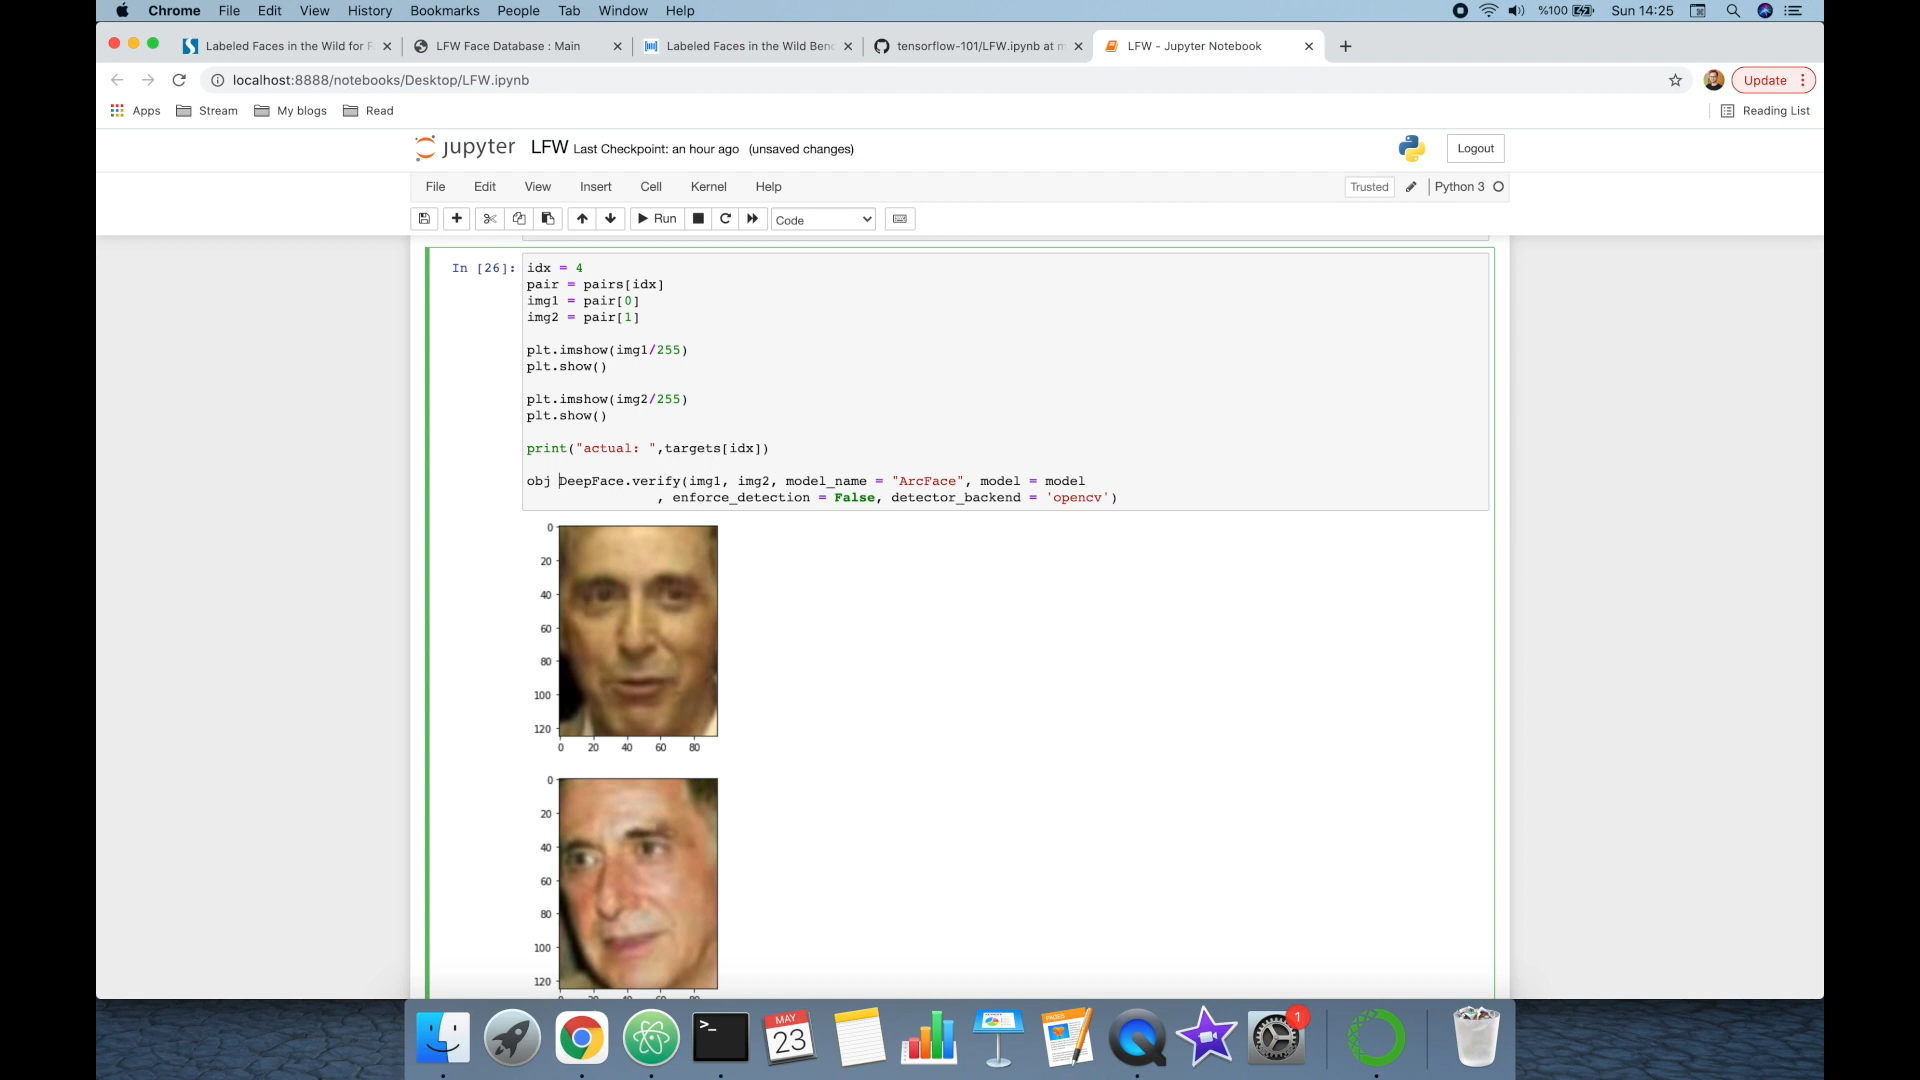 Chrome File Edit View History Bookmarks People Tab Window Help %100 Sun 14:25
Labeled Faces in the Wild for F LFW Face Database : Main Labeled Faces in the Wild Benc tensorflow-101/LFW.ipynb at m LFW - Jupyter Notebook
localhost:8888/notebooks/Desktop/LFW.ipynb Update
Apps Stream My blogs Read Reading List
jupyter LFW Last Checkpoint: an hour ago (unsaved changes) Logout
File Edit View Insert Cell Kernel Help Trusted Python 3
Run Code
In [26]: idx = 4
pair = pairs[idx]
img1 = pair[0]
img2 = pair[1]
plt.imshow(img1/255)
plt.show()
plt.imshow(img2/255)
plt.show()
print("actual: ",targets[idx])
obj DeepFace.verify(img1, img2, model_name = "ArcFace", model = model
, enforce_detection = False, detector_backend = 'opencv')
0
20
40
60
80
100
120
0 20 40 60 80
0
20
40
60
80
100
120
0 20 40 60 80
>_ MAY PAGES 1
23